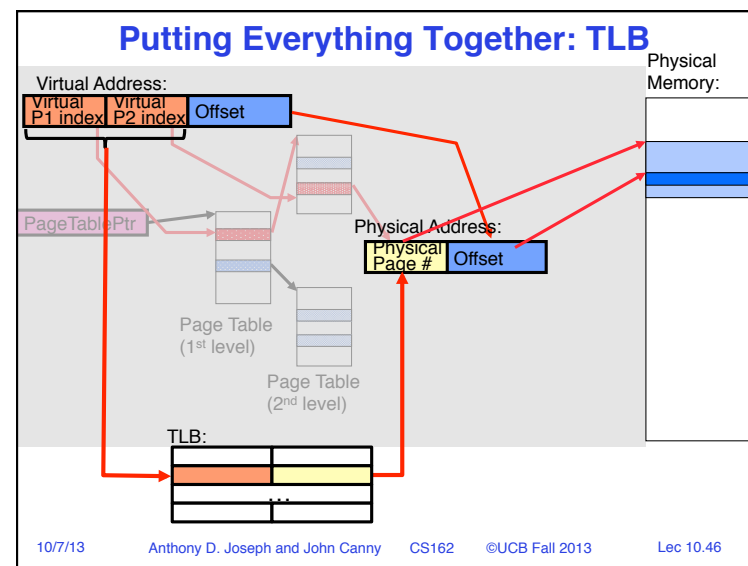 Putting Everything Together: TLB
Physical
Memory:
Virtual Address:
Virtual
P1 index
Virtual
P2 index
Offset
PageTablePtr
Physical Address:
Physical
Page #
Offset
Page Table
(1st level)
Page Table
(2nd level)
TLB:
…
10/7/13 Anthony D. Joseph and John Canny CS162 ©UCB Fall 2013 Lec 10.46